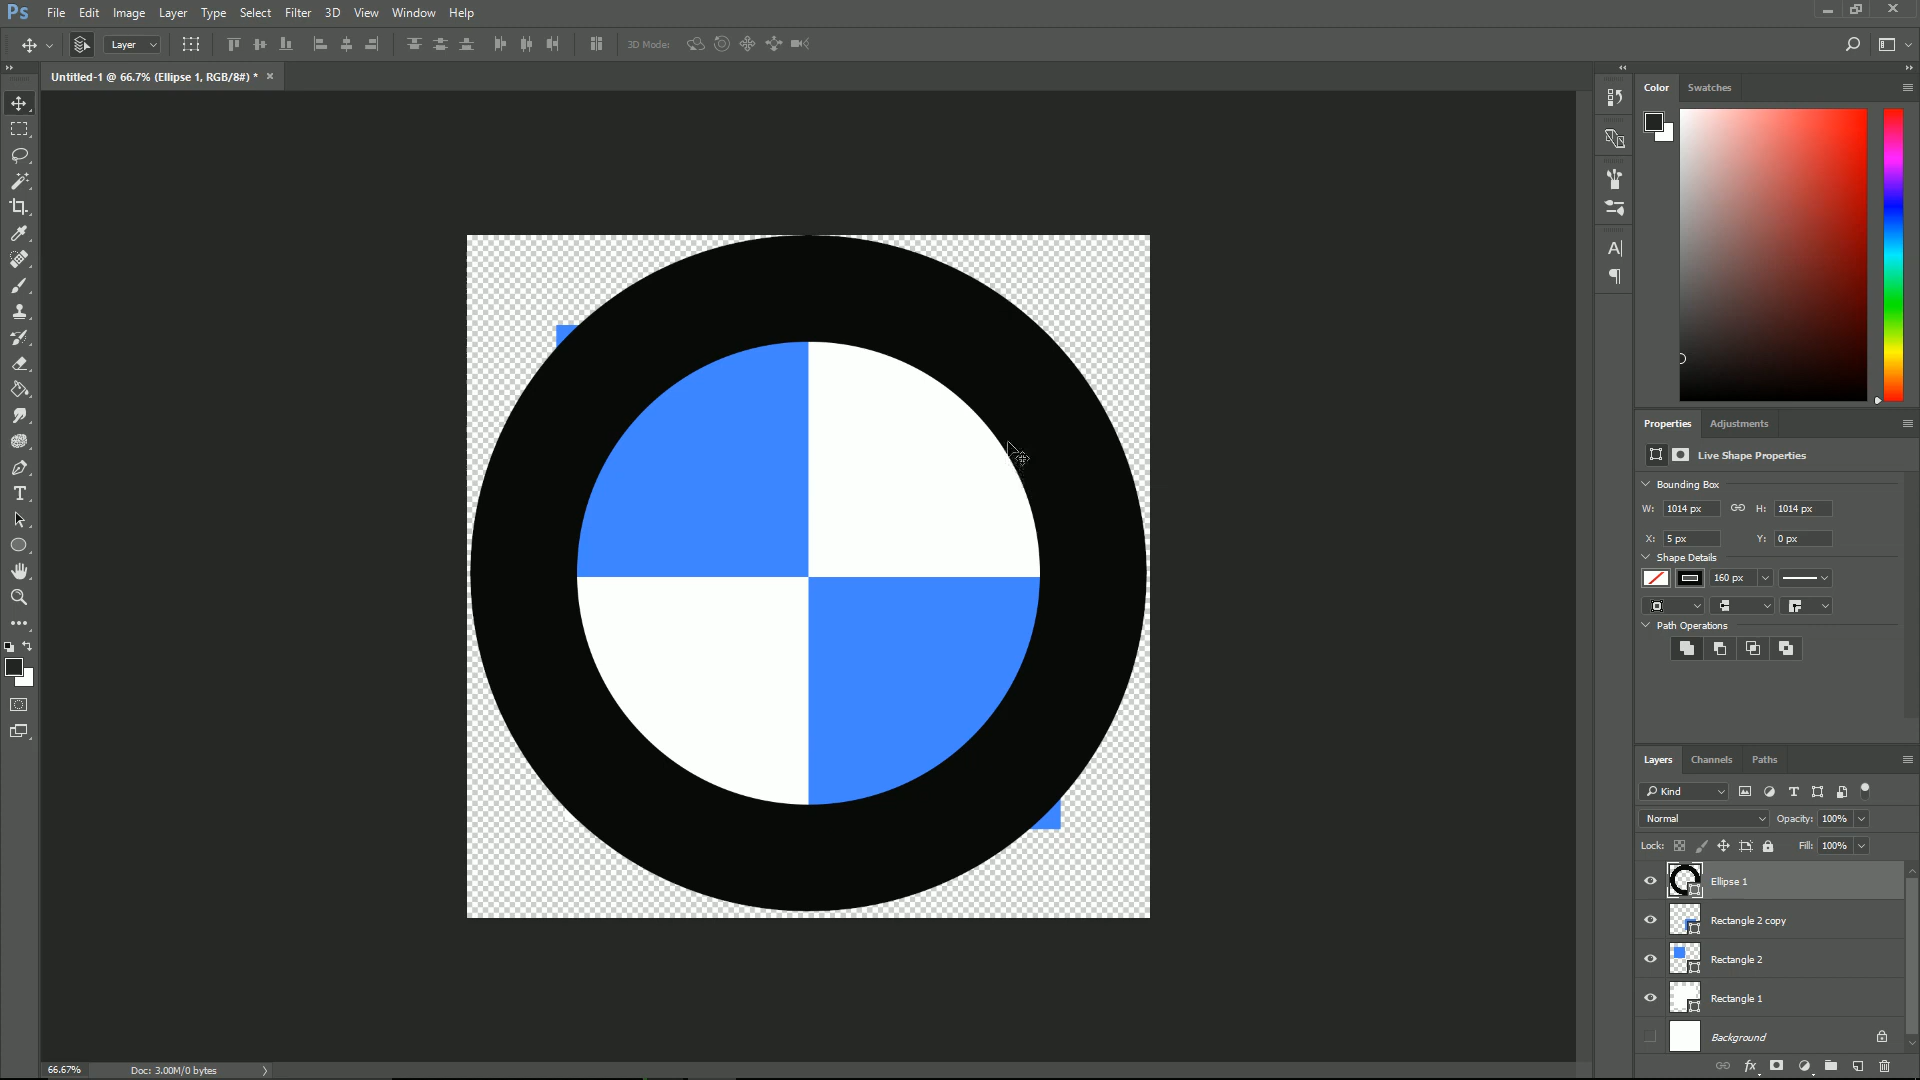 Ps File Edit Image Layer Type Select Filter 3D View Window Help
Layer 3D Mode:
Untitled-1 @ 66.7% (Ellipse 1, RGB/8#) * ×
Color Swatches
Properties Adjustments
Live Shape Properties
Bounding Box
W: 1014 px H: 1014 px
X: 5 px Y: 0 px
Shape Details
160 px
Path Operations
Layers Channels Paths
Kind
Normal Opacity: 100%
Lock: Fill: 100%
Ellipse 1
Rectangle 2 copy
Rectangle 2
Rectangle 1
Background
66.67% Doc: 3.00M/0 bytes